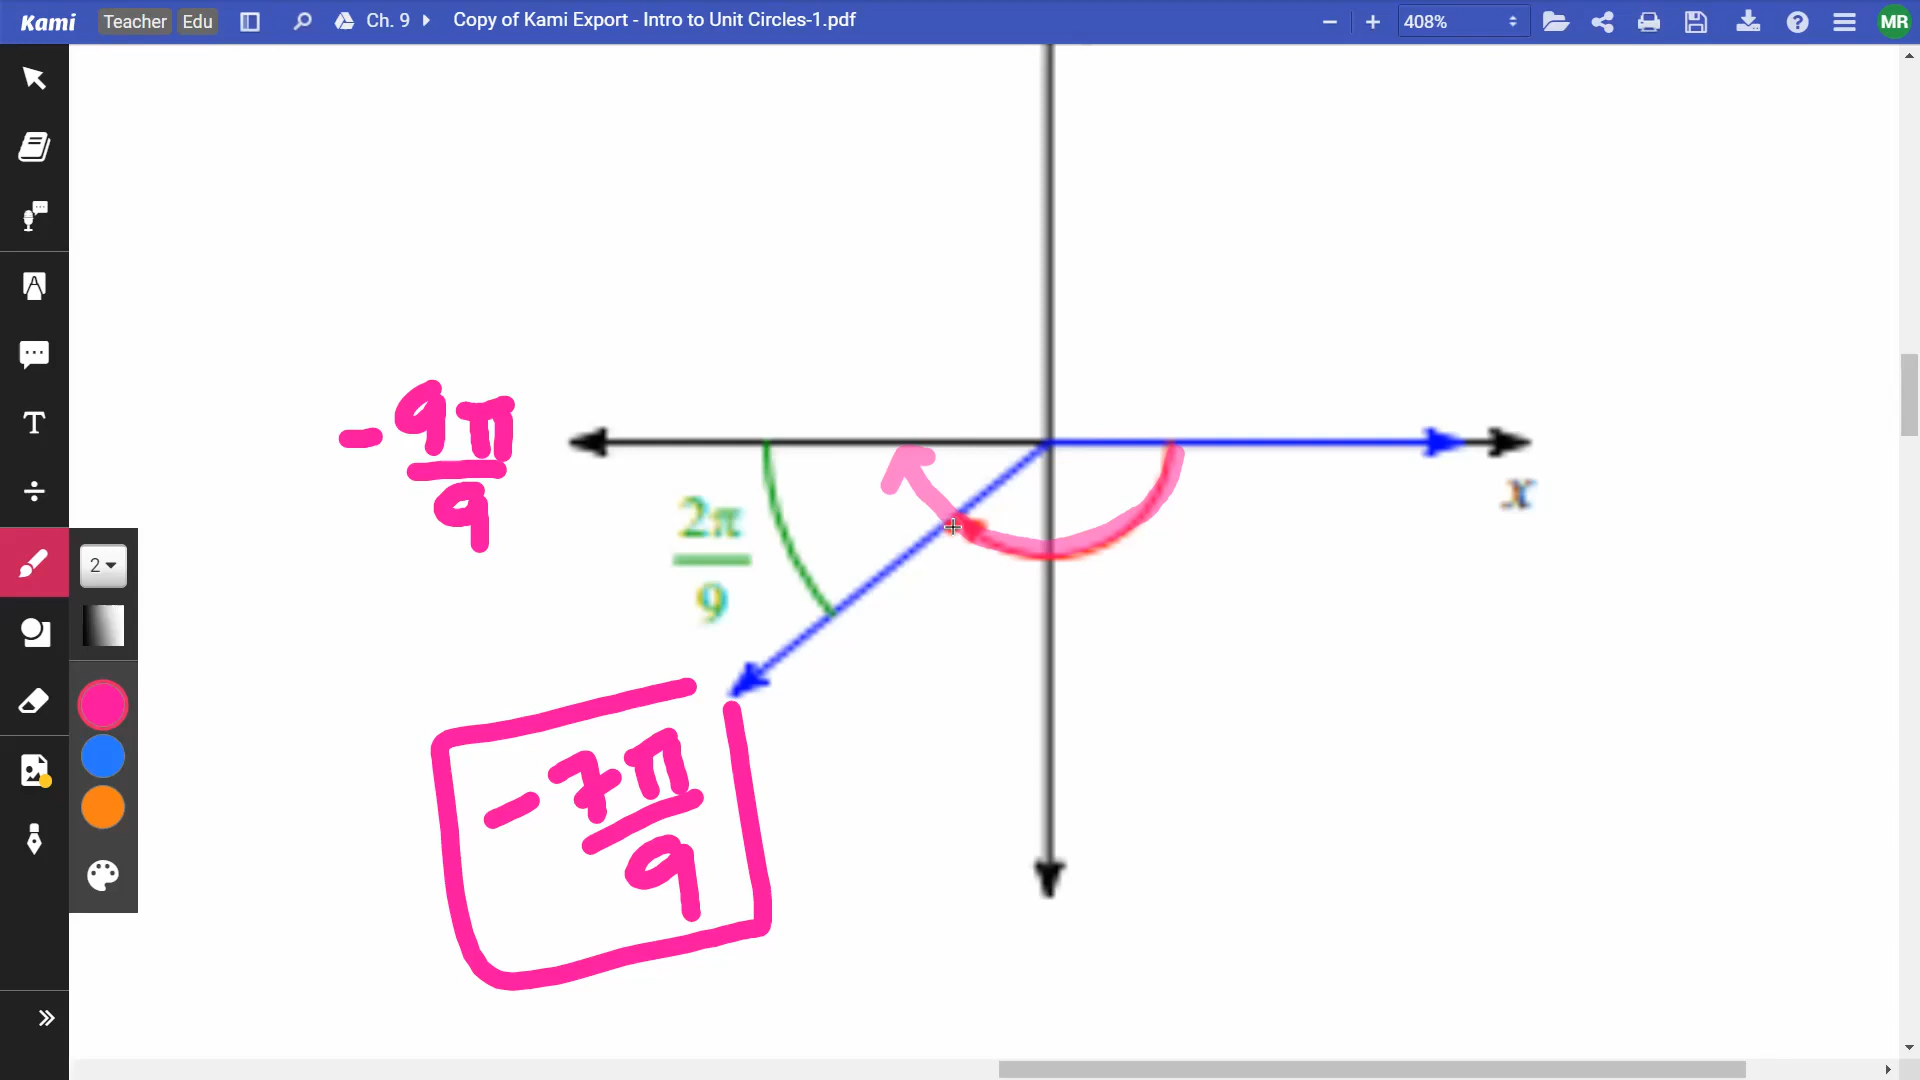 Kami Teacher Edu Ch. 9 Copy of Kami Export - Intro to Unit Circles-1.pdf 408% MR
-9π
9
x
2π
9
2
-7π
9
T